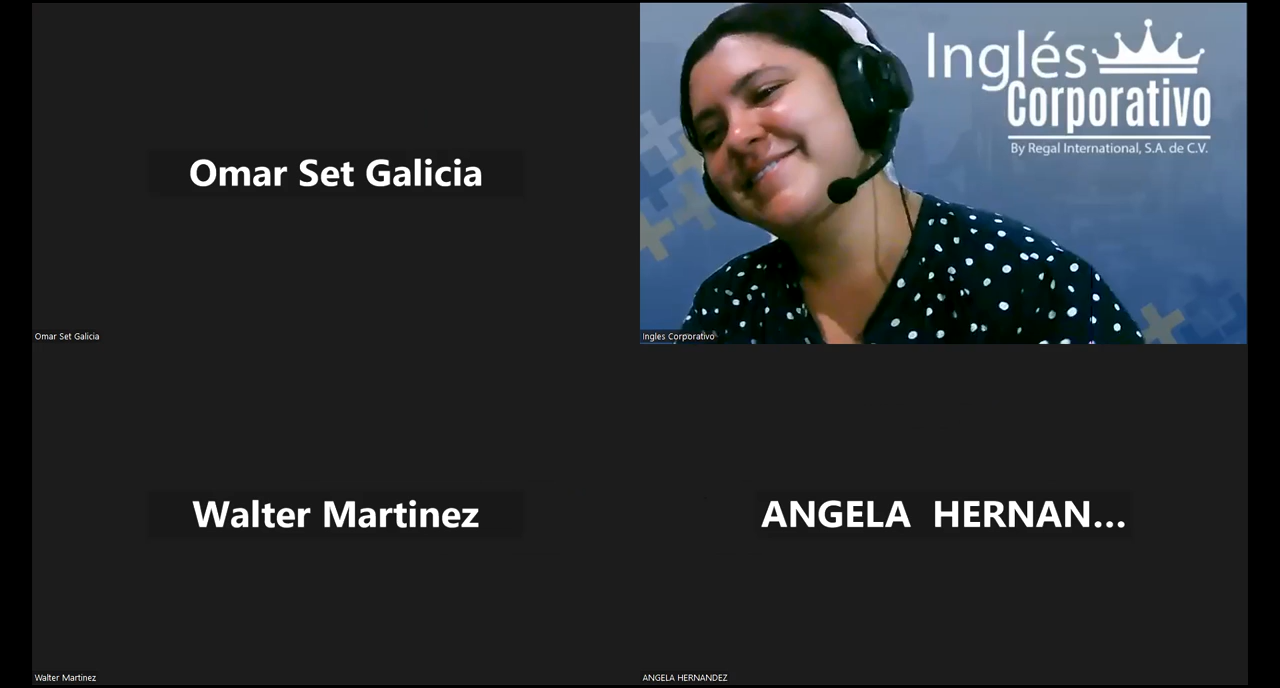 Omar Set Galicia
Omar Set Galicia
Inglés
Corporativo
By Regal International, S.A. de C.V.
Ingles Corporativo
Walter Martinez
Walter Martinez
ANGELA HERNAN...
ANGELA HERNANDEZ